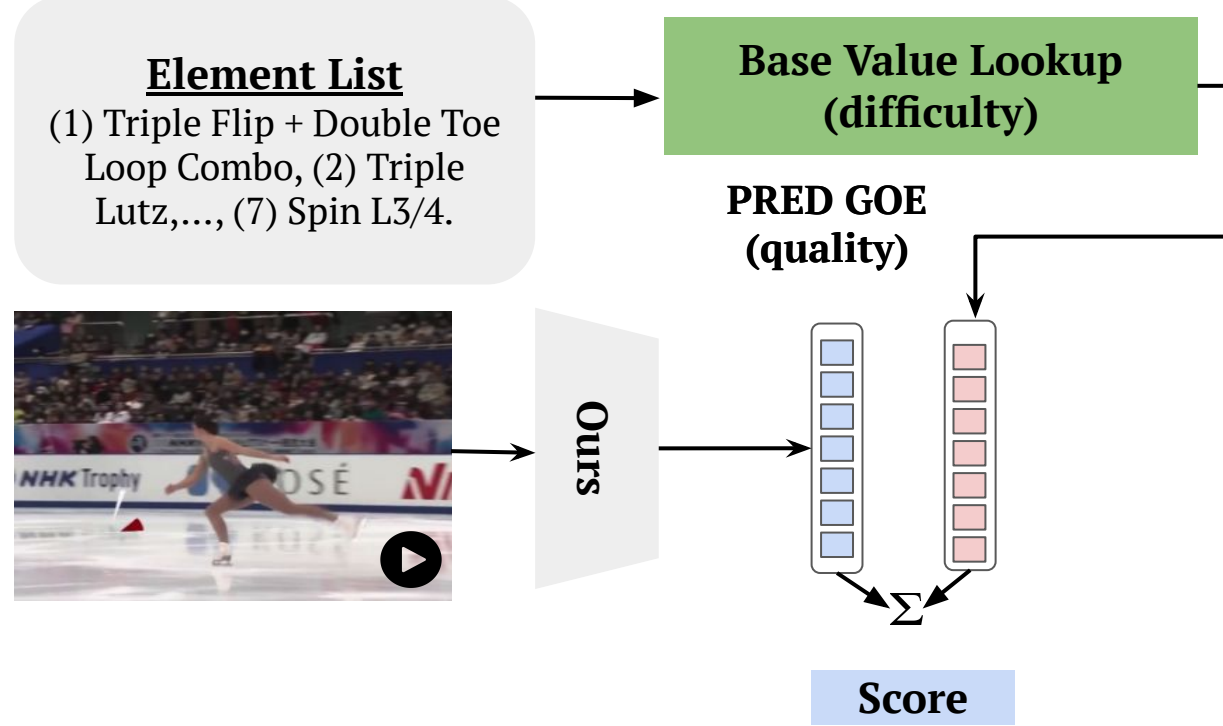 Element List
(1) Triple Flip + Double Toe
Loop Combo, (2) Triple
Lutz,..., (7) Spin L3/4.
Base Value Lookup
(difficulty)
PRED GOE
(quality)
NHK Trophy
KOSÉ
Ours
Σ
Score